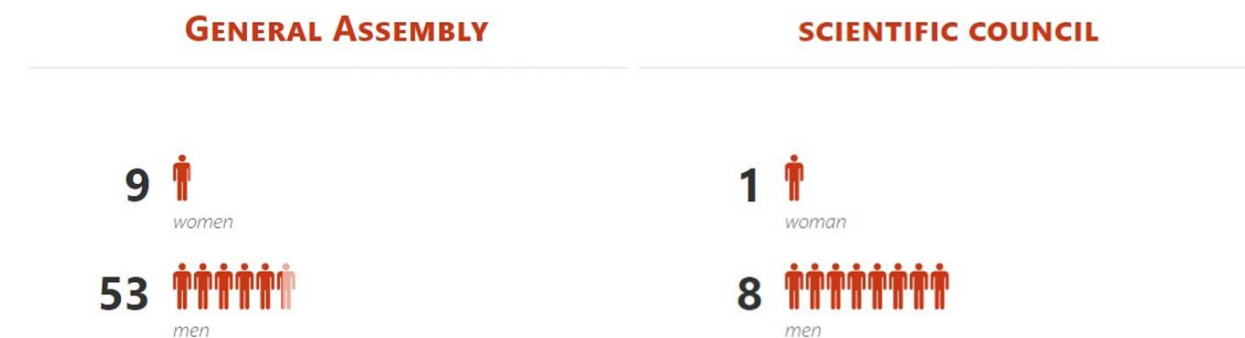 GENERAL ASSEMBLY
SCIENTIFIC COUNCIL
9
women
1
woman
53
men
8
men